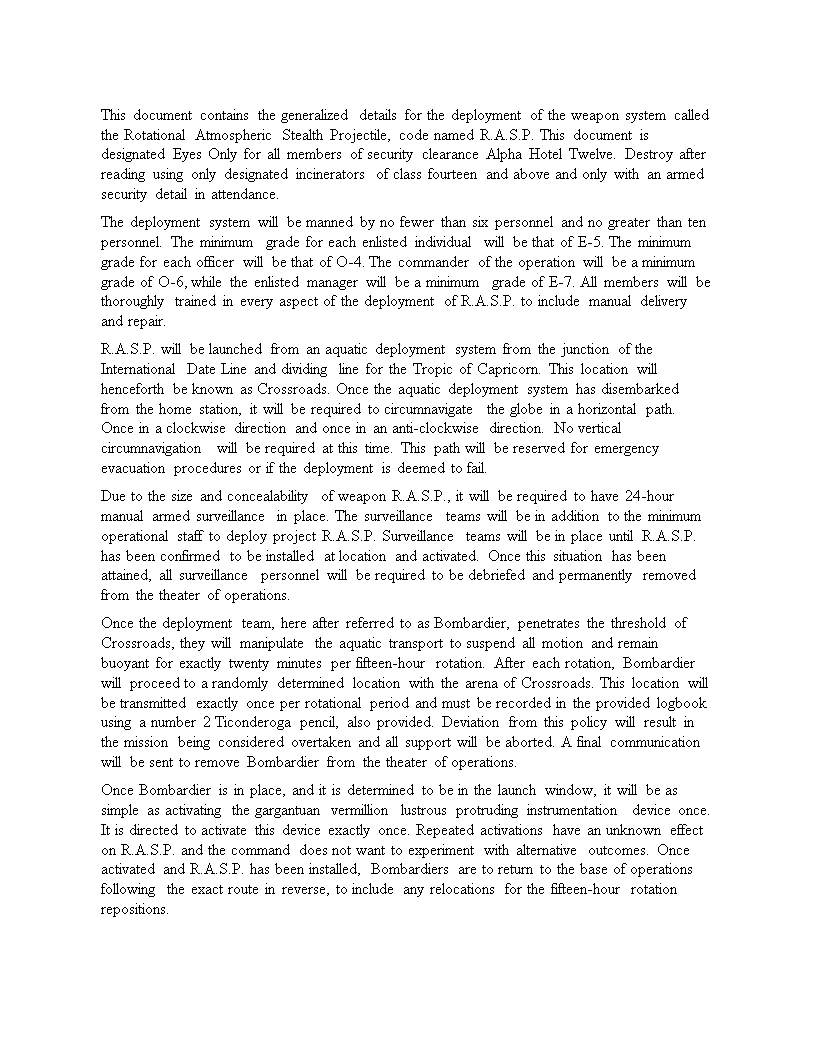 This document contains the generalized details for the deployment of the weapon system called
the Rotational Atmospheric Stealth Projectile, code named R.A.S.P. This document is
designated Eyes Only for all members of security clearance Alpha Hotel Twelve. Destroy after
reading using only designated incinerators of class fourteen and above and only with an armed
security detail in attendance.
The deployment system will be manned by no fewer than six personnel and no greater than ten
personnel. The minimum grade for each enlisted individual will be that of E-5. The minimum
grade for each officer will be that of O-4. The commander of the operation will be a minimum
grade of O-6, while the enlisted manager will be a minimum grade of E-7. All members will be
thoroughly trained in every aspect of the deployment of R.A.S.P. to include manual delivery
and repair.
R.A.S.P. will be launched from an aquatic deployment system from the junction of the
International Date Line and dividing line for the Tropic of Capricorn. This location will
henceforth be known as Crossroads. Once the aquatic deployment system has disembarked
from the home station, it will be required to circumnavigate the globe in a horizontal path.
Once in a clockwise direction and once in an anti-clockwise direction. No vertical
circumnavigation will be required at this time. This path will be reserved for emergency
evacuation procedures or if the deployment is deemed to fail.
Due to the size and concealability of weapon R.A.S.P., it will be required to have 24-hour
manual armed surveillance in place. The surveillance teams will be in addition to the minimum
operational staff to deploy project R.A.S.P. Surveillance teams will be in place until R.A.S.P.
has been confirmed to be installed at location and activated. Once this situation has been
attained, all surveillance personnel will be required to be debriefed and permanently removed
from the theater of operations.
Once the deployment team, here after referred to as Bombardier, penetrates the threshold of
Crossroads, they will manipulate the aquatic transport to suspend all motion and remain
buoyant for exactly twenty minutes per fifteen-hour rotation. After each rotation, Bombardier
will proceed to a randomly determined location with the arena of Crossroads. This location will
be transmitted exactly once per rotational period and must be recorded in the provided logbook
using a number 2 Ticonderoga pencil, also provided. Deviation from this policy will result in
the mission being considered overtaken and all support will be aborted. A final communication
will be sent to remove Bombardier from the theater of operations.
Once Bombardier is in place, and it is determined to be in the launch window, it will be as
simple as activating the gargantuan vermillion lustrous protruding instrumentation device once.
It is directed to activate this device exactly once. Repeated activations have an unknown effect
on R.A.S.P. and the command does not want to experiment with alternative outcomes. Once
activated and R.A.S.P. has been installed, Bombardiers are to return to the base of operations
following the exact route in reverse, to include any relocations for the fifteen-hour rotation
repositions.